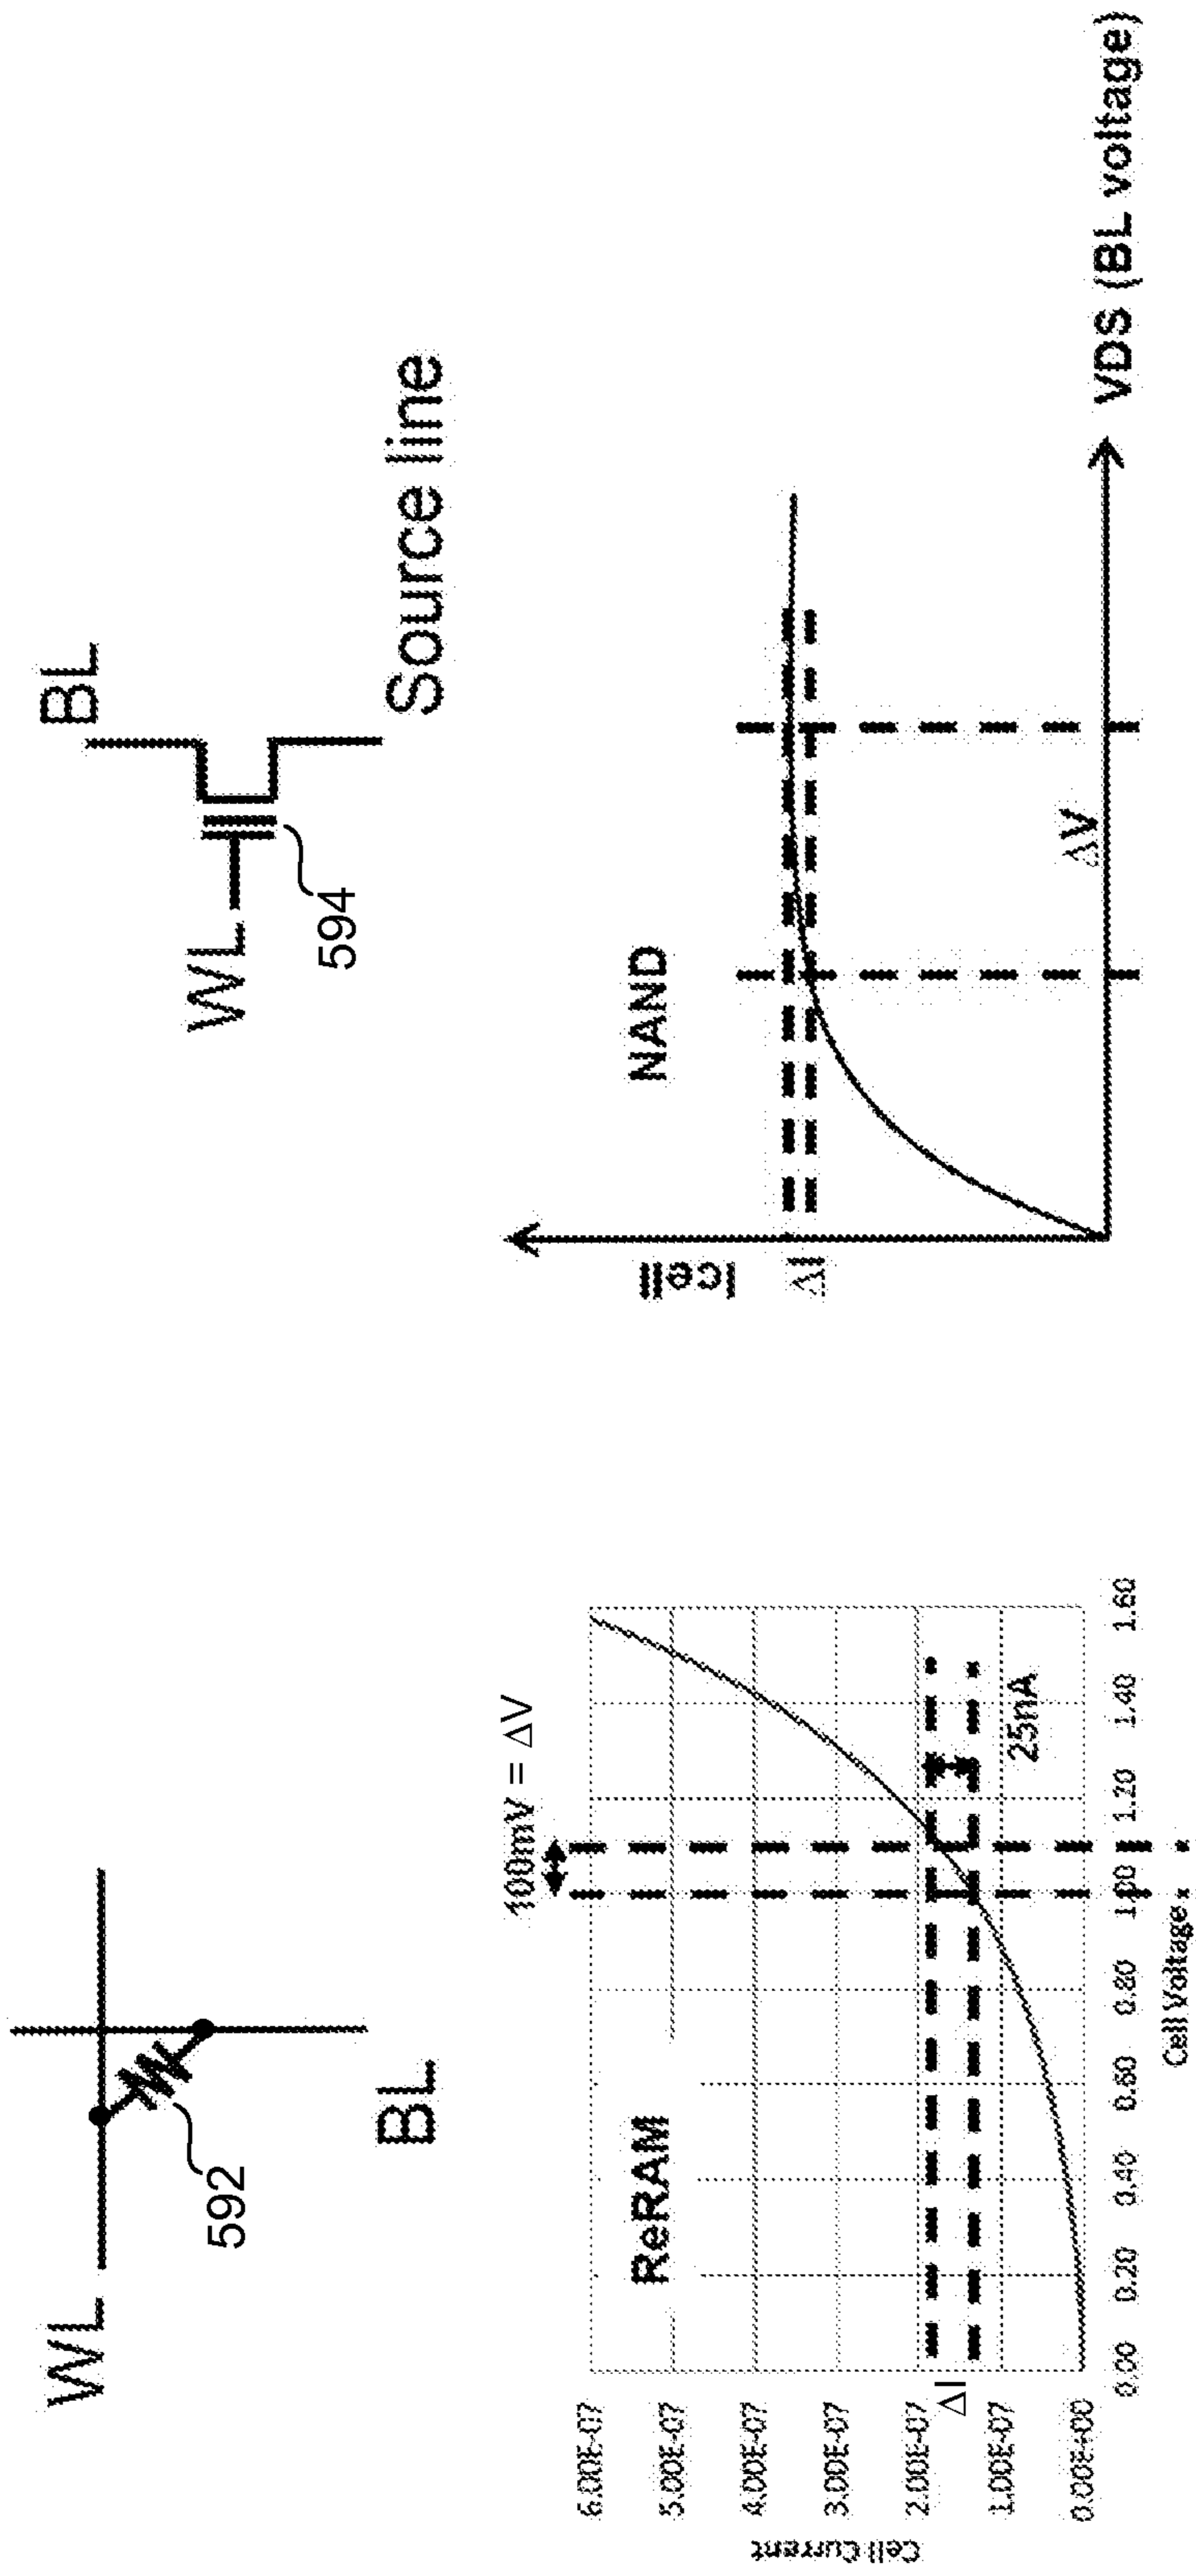 WL
592
BL
100mV = ΔV
ReRAM
25nA
ΔI
6.00E-07
5.00E-07
4.00E-07
3.00E-07
2.00E-07
1.00E-07
0.00E+00
Cell Current
0.00
0.20
0.40
0.60
0.80
1.00
1.20
1.40
1.60
Cell Voltage
BL
WL
594
Source line
NAND
Icell
ΔI
ΔV
VDS (BL voltage)